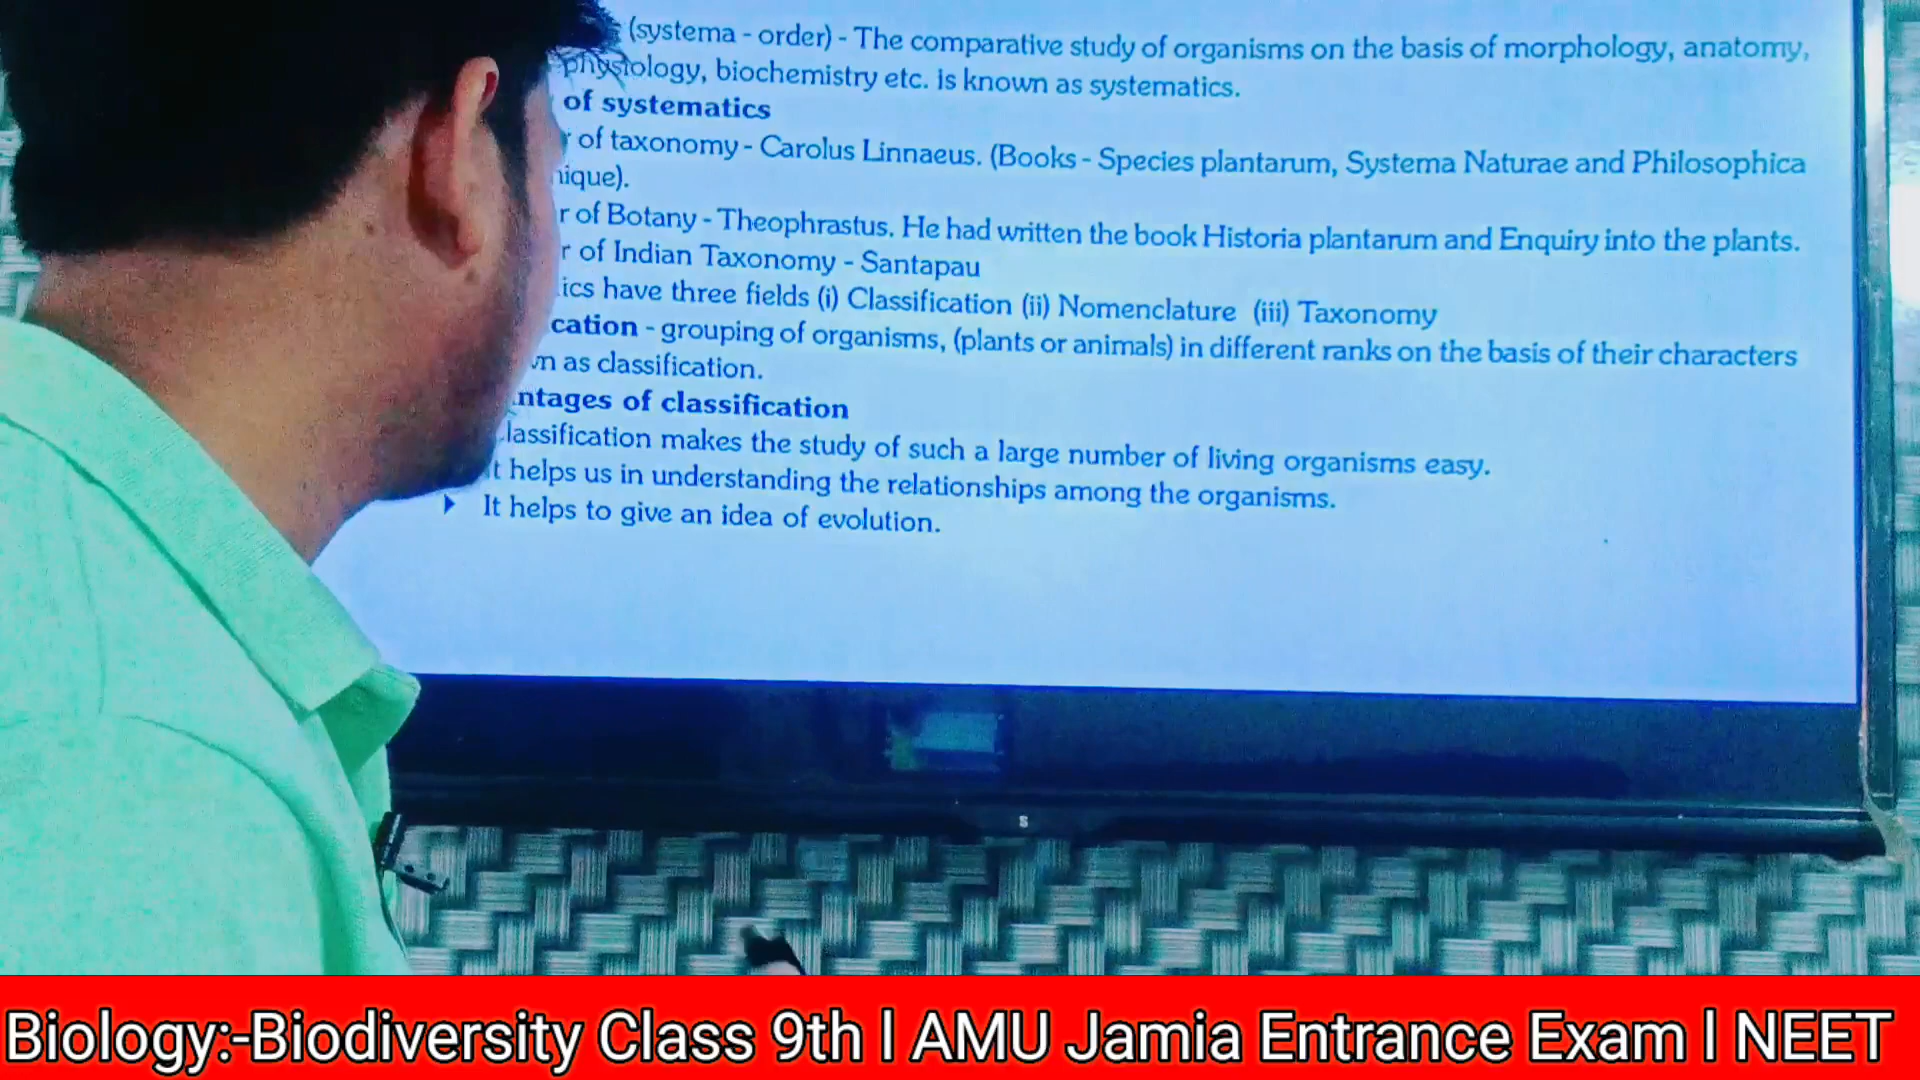 (systema - order) - The comparative study of organisms on the basis of morphology, anatomy,
physiology, biochemistry etc. is known as systematics.
of systematics
of taxonomy - Carolus Linnaeus. (Books - Species plantarum, Systema Naturae and Philosophica
nique).
r of Botany - Theophrastus. He had written the book Historia plantarum and Enquiry into the plants.
r of Indian Taxonomy - Santapau
ics have three fields (i) Classification (ii) Nomenclature (iii) Taxonomy
cation - grouping of organisms, (plants or animals) in different ranks on the basis of their characters
wn as classification.
ntages of classification
lassification makes the study of such a large number of living organisms easy.
It helps us in understanding the relationships among the organisms.
It helps to give an idea of evolution.
s
Biology:-Biodiversity Class 9th l AMU Jamia Entrance Exam l NEET